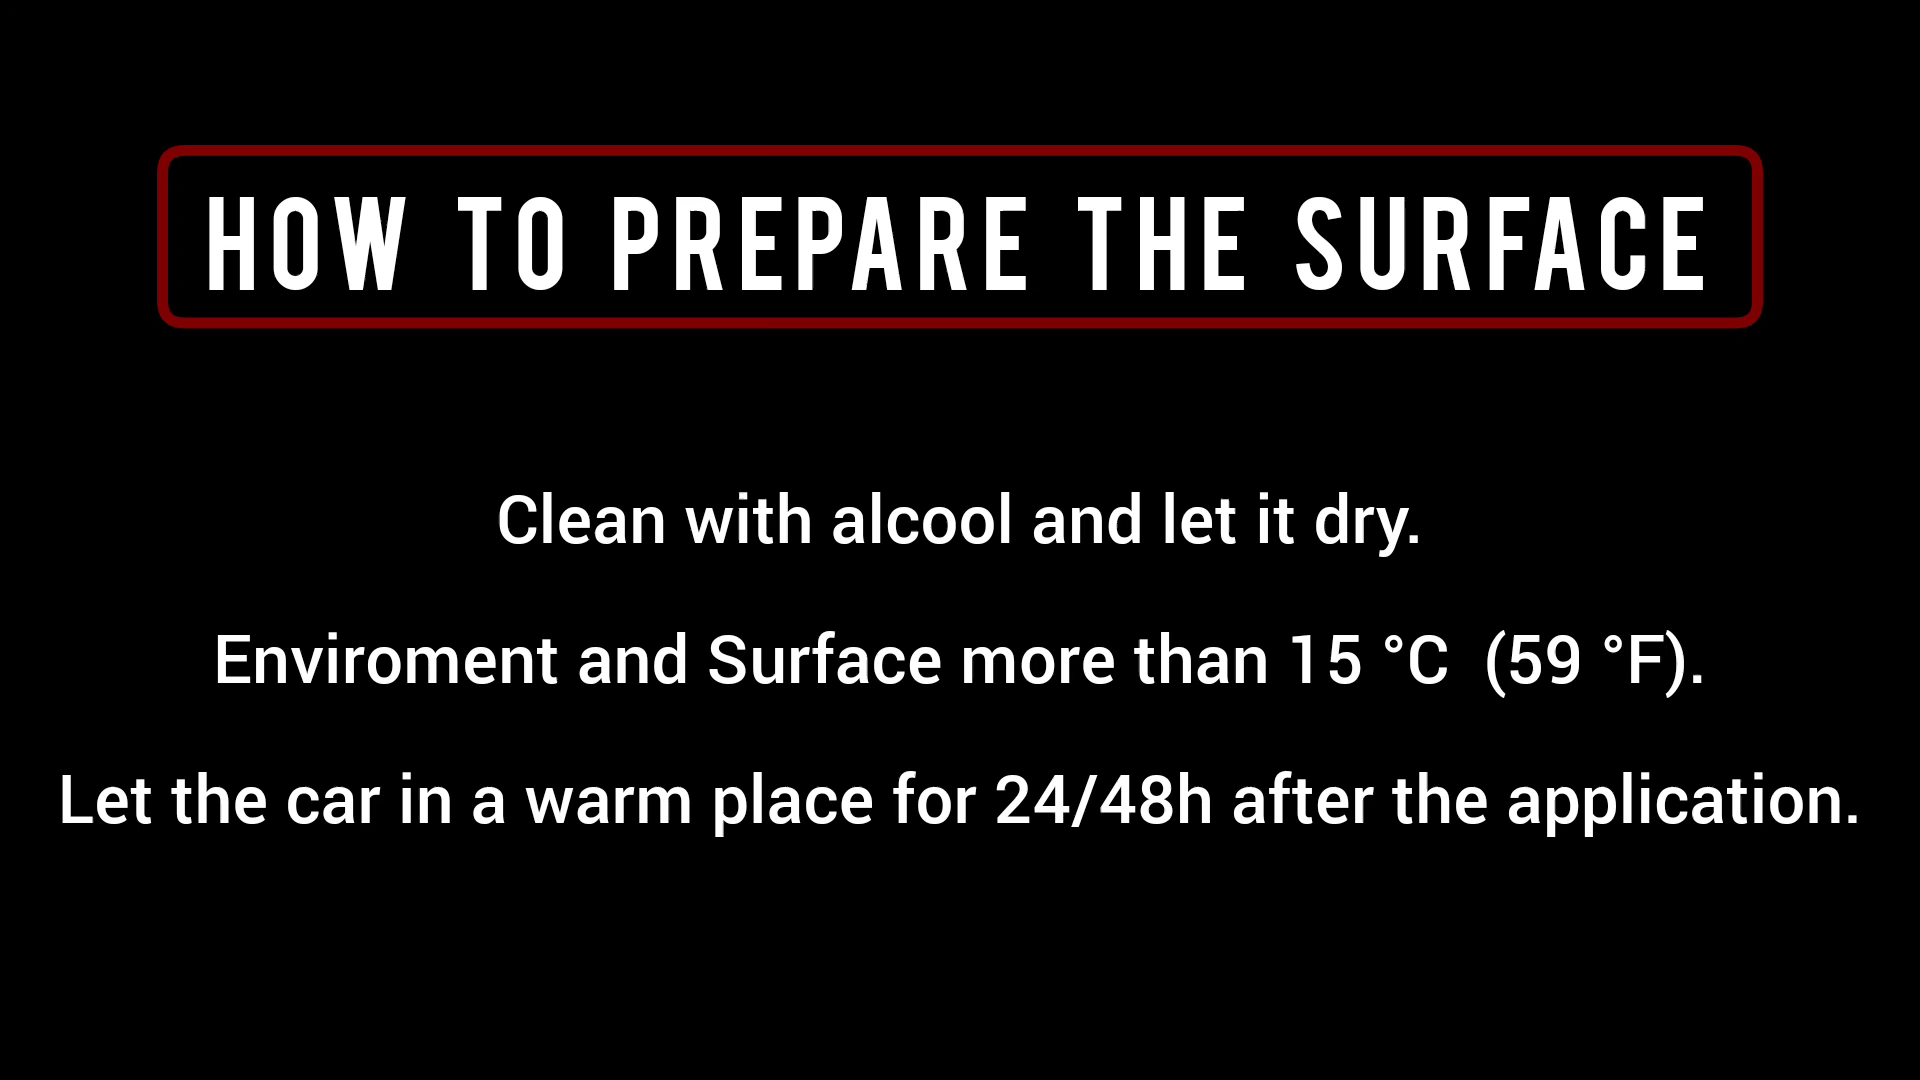 HOW TO PREPARE THE SURFACE
Clean with alcool and let it dry.
Enviroment and Surface more than 15 °C (59 °F).
Let the car in a warm place for 24/48h after the application.